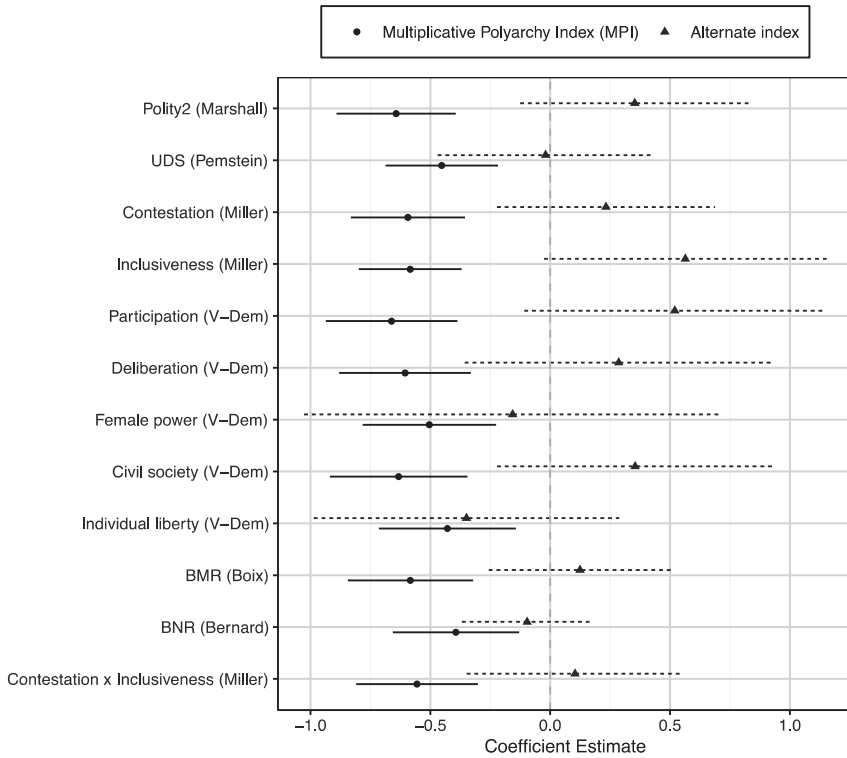 Multiplicative Polyarchy Index (MPI) Alternate index
Polity2 (Marshall)
UDS (Pemstein)
Contestation (Miller)
Inclusiveness (Miller)
Participation (V−Dem)
Deliberation (V−Dem)
Female power (V−Dem)
Civil society (V−Dem)
Individual liberty (V−Dem)
BMR (Boix)
BNR (Bernard)
Contestation x Inclusiveness (Miller)
−1.0 −0.5 0.0 0.5 1.0
Coefficient Estimate